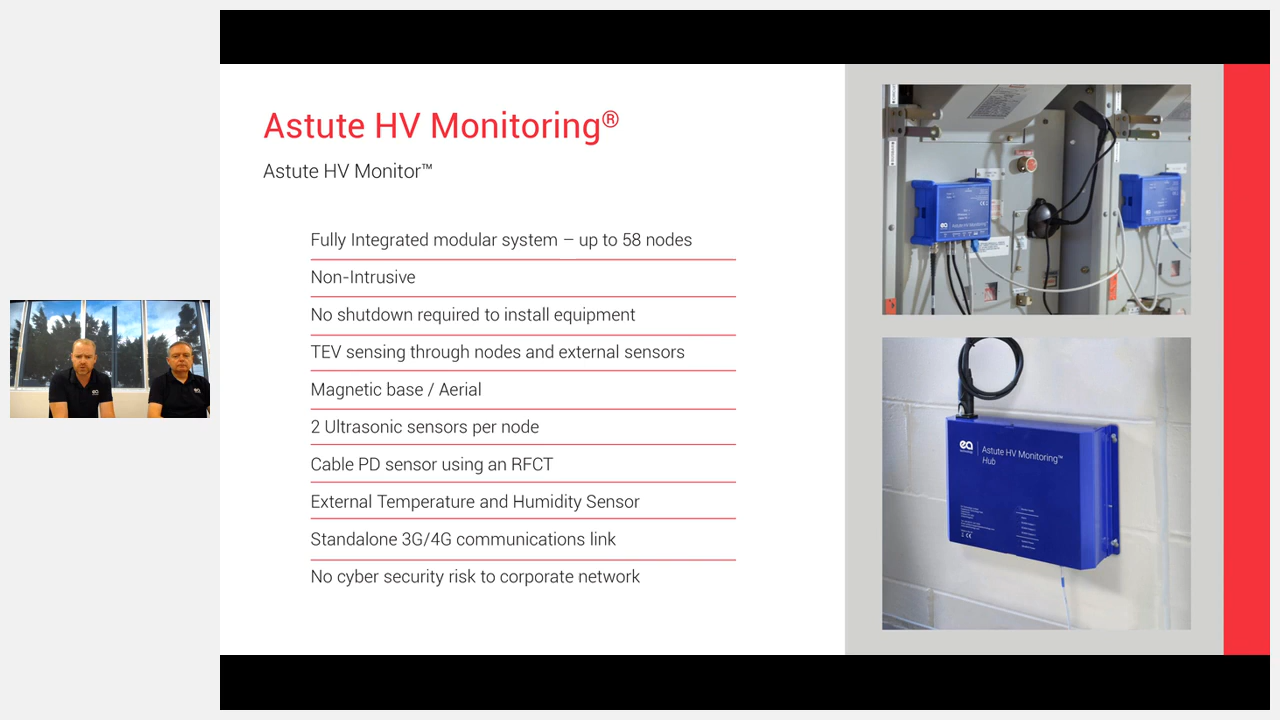 Astute HV Monitoring®
Astute HV Monitor™
Fully Integrated modular system – up to 58 nodes
Non-Intrusive
No shutdown required to install equipment
TEV sensing through nodes and external sensors
Magnetic base / Aerial
2 Ultrasonic sensors per node
Cable PD sensor using an RFCT
External Temperature and Humidity Sensor
Standalone 3G/4G communications link
No cyber security risk to corporate network
ea
Astute HV Monitoring™
Hub